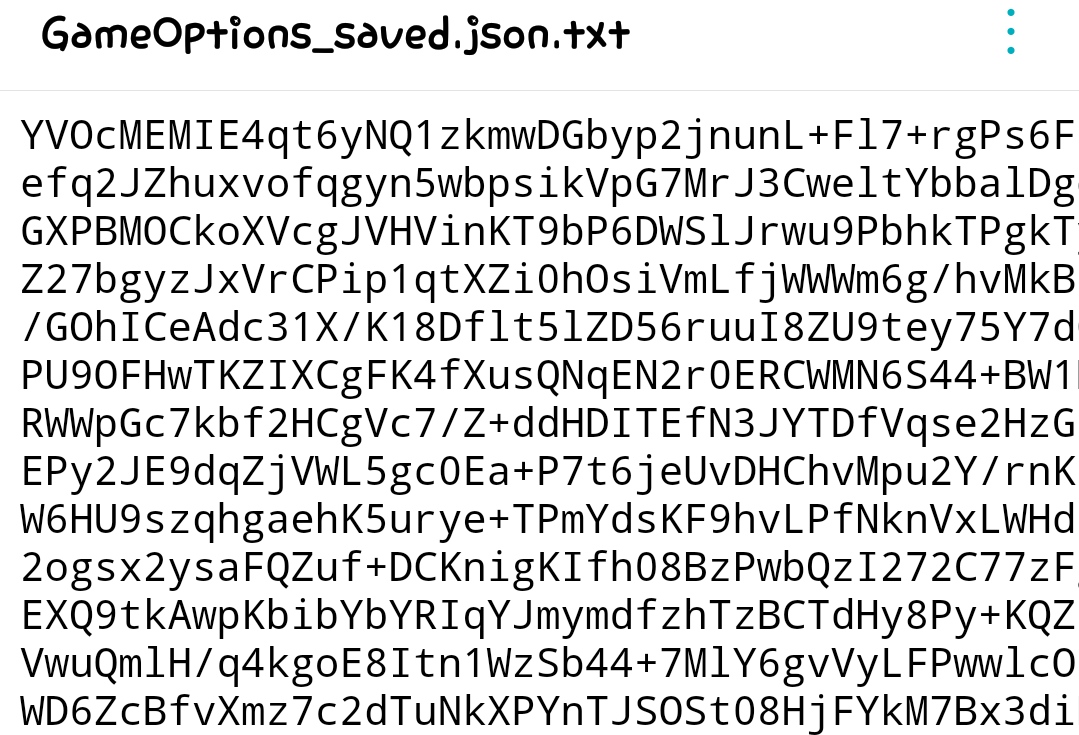 GameOptions_saved.json.txt
YVOcMEMIE4qt6yNQ1zkmwDGbyp2jnunL+Fl7+rgPs6F
efq2JZhuxvofqgyn5wbpsikVpG7MrJ3CweltYbbalDg
GXPBMOCkoXVcgJVHVinKT9bP6DWSlJrwu9PbhkTPgkT
Z27bgyzJxVrCPip1qtXZi0hOsiVmLfjWWWm6g/hvMkB
/GOhICeAdc31X/K18Dflt5lZD56ruuI8ZU9tey75Y7d
PU9OFHwTKZIXCgFK4fXusQNqEN2r0ERCWMN6S44+BW1
RWWpGc7kbf2HCgVc7/Z+ddHDITEfN3JYTDfVqse2HzG
EPy2JE9dqZjVWL5gc0Ea+P7t6jeUvDHChvMpu2Y/rnK
W6HU9szqhgaehK5urye+TPmYdsKF9hvLPfNknVxLWHd
2ogsx2ysaFQZuf+DCKnigKIfh08BzPwbQzI272C77zF
EXQ9tkAwpKbibYbYRIqYJmymdfzhTzBCTdHy8Py+KQZ
VwuQmlH/q4kgoE8Itn1WzSb44+7MlY6gvVyLFPwwlcO
WD6ZcBfvXmz7c2dTuNkXPYnTJSOSt08HjFYkM7Bx3di